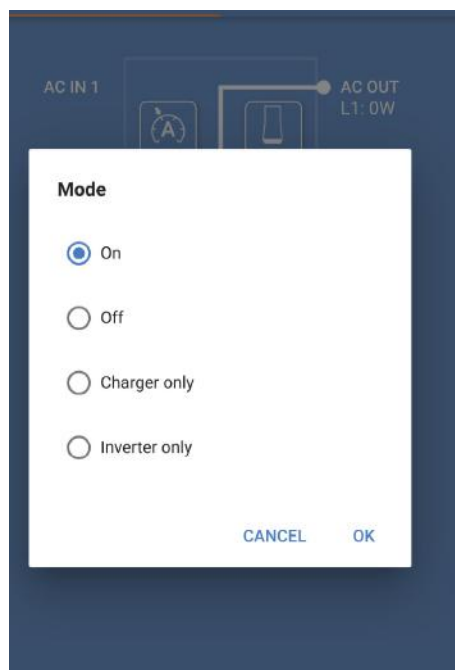 AC IN 1
AC OUT
L1: 0W
A
Mode
On
Off
Charger only
Inverter only
CANCEL OK